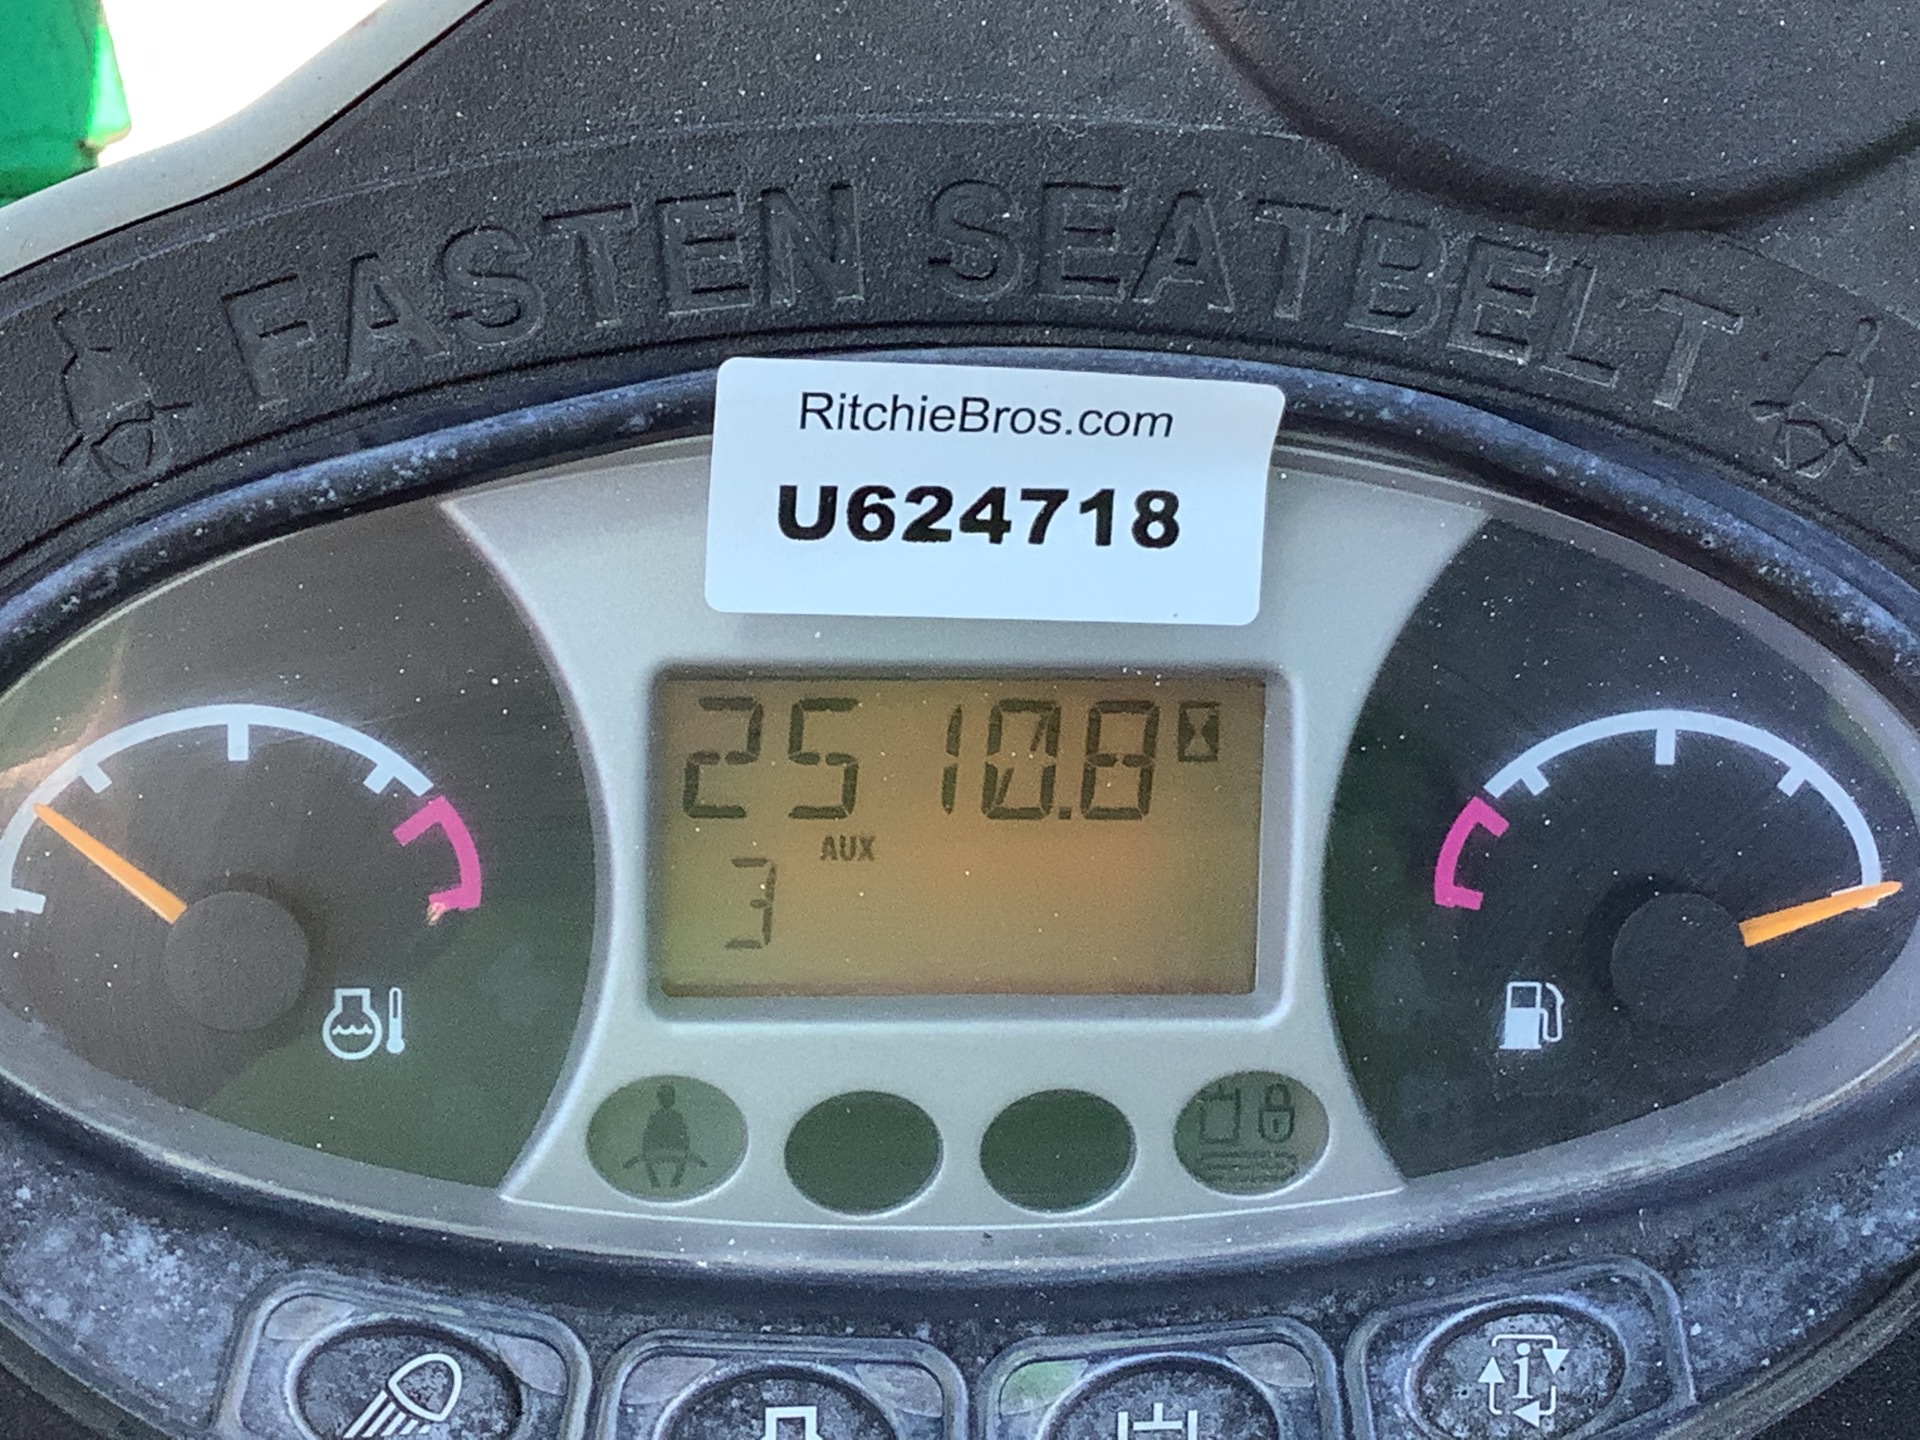 FASTEN SEATBELT
RitchieBros.com
U624718
2510.8
AUX
3